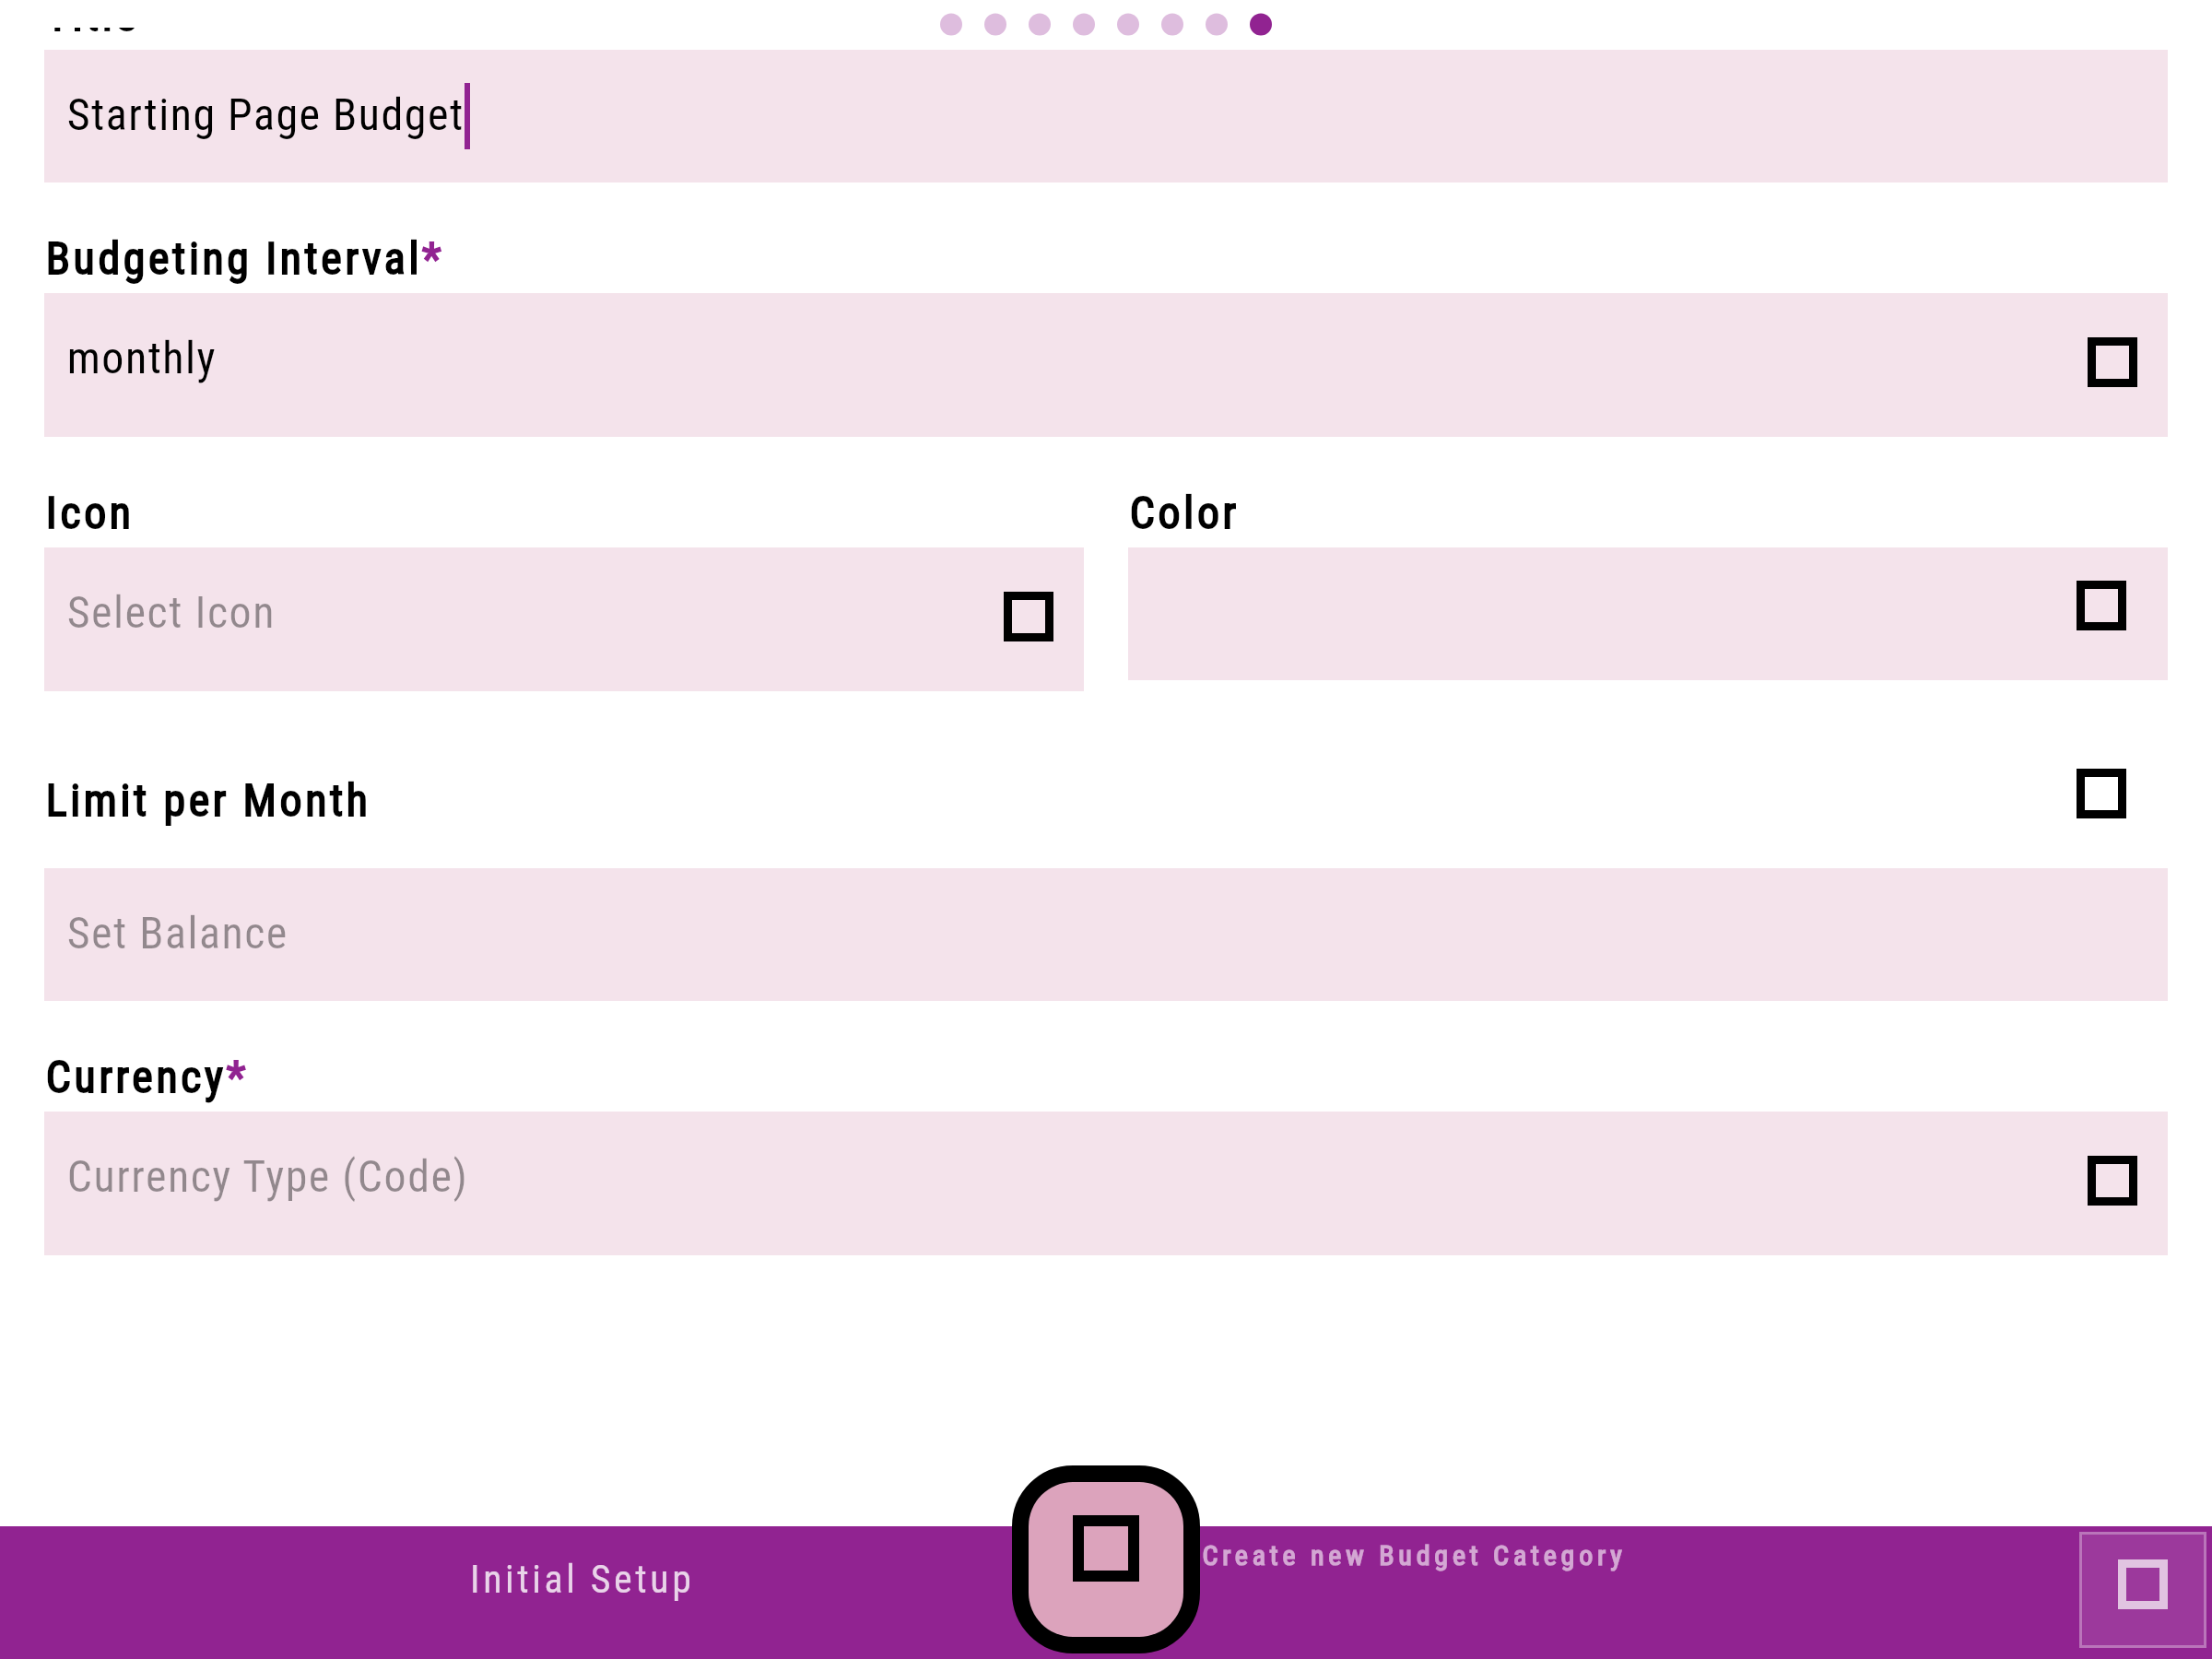 Starting Page Budget
Budgeting Interval*
monthly
Icon
Color
Select Icon
Limit per Month
Set Balance
Currency*
Currency Type (Code)
Initial Setup
Create new Budget Category